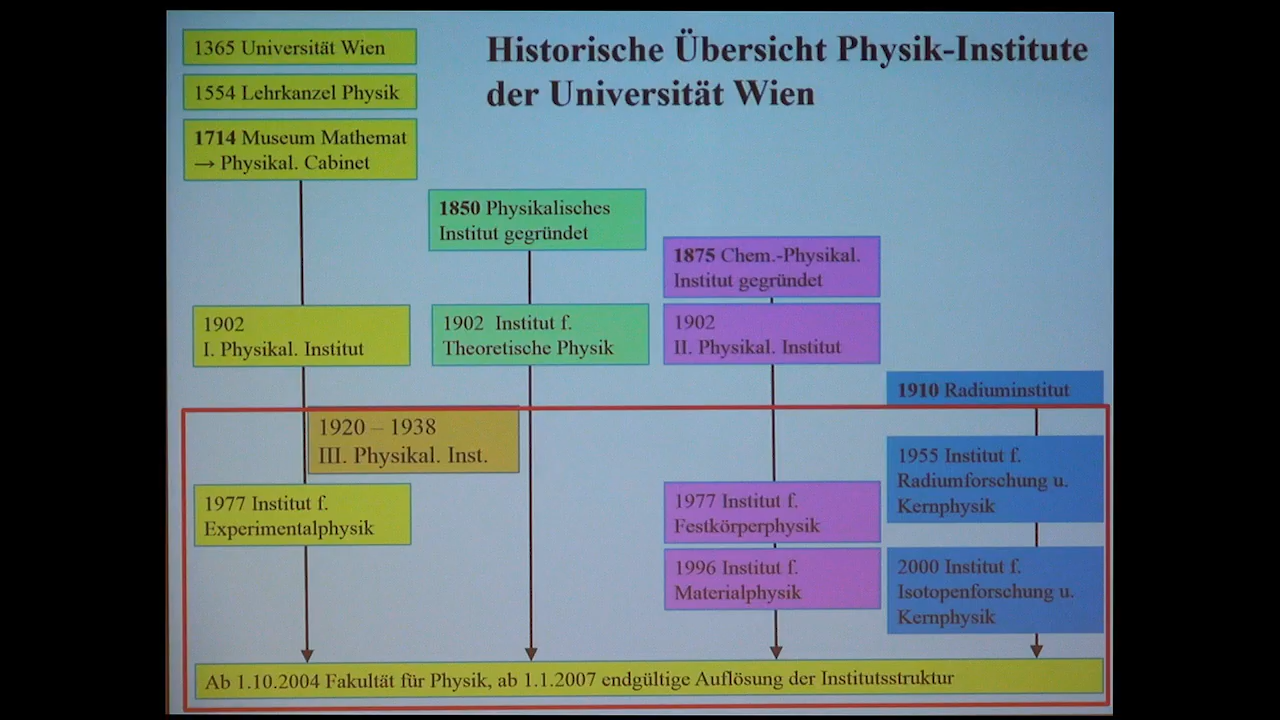 Historische Übersicht Physik-Institute
der Universität Wien
1365 Universität Wien
1554 Lehrkanzel Physik
1714 Museum Mathemat
→ Physikal. Cabinet
1850 Physikalisches
Institut gegründet
1875 Chem.-Physikal.
Institut gegründet
1902
I. Physikal. Institut
1902 Institut f.
Theoretische Physik
1902
II. Physikal. Institut
1910 Radiuminstitut
1920 – 1938
III. Physikal. Inst.
1955 Institut f.
Radiumforschung u.
Kernphysik
1977 Institut f.
Experimentalphysik
1977 Institut f.
Festkörperphysik
1996 Institut f.
Materialphysik
2000 Institut f.
Isotopenforschung u.
Kernphysik
Ab 1.10.2004 Fakultät für Physik, ab 1.1.2007 endgültige Auflösung der Institutsstruktur